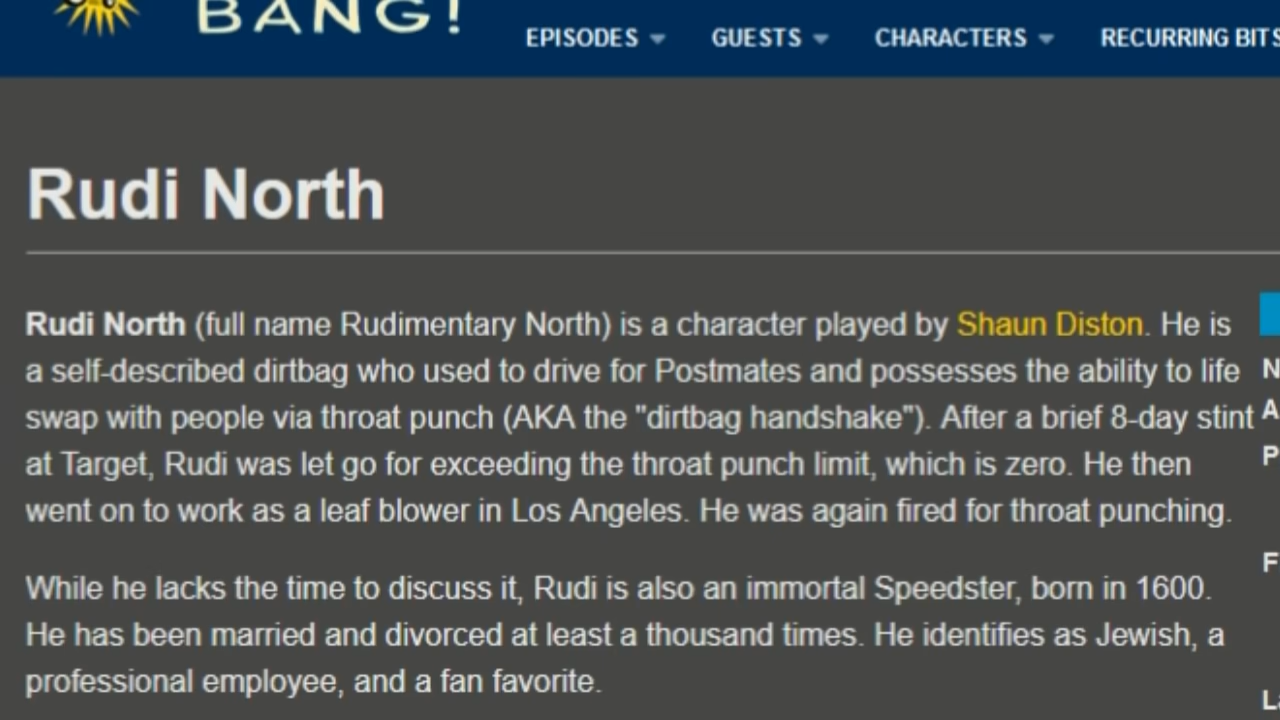 BANG!
EPISODES GUESTS CHARACTERS RECURRING BITS
Rudi North
Rudi North (full name Rudimentary North) is a character played by Shaun Diston. He is
a self-described dirtbag who used to drive for Postmates and possesses the ability to life
swap with people via throat punch (AKA the "dirtbag handshake"). After a brief 8-day stint
at Target, Rudi was let go for exceeding the throat punch limit, which is zero. He then
went on to work as a leaf blower in Los Angeles. He was again fired for throat punching.
While he lacks the time to discuss it, Rudi is also an immortal Speedster, born in 1600.
He has been married and divorced at least a thousand times. He identifies as Jewish, a
professional employee, and a fan favorite.